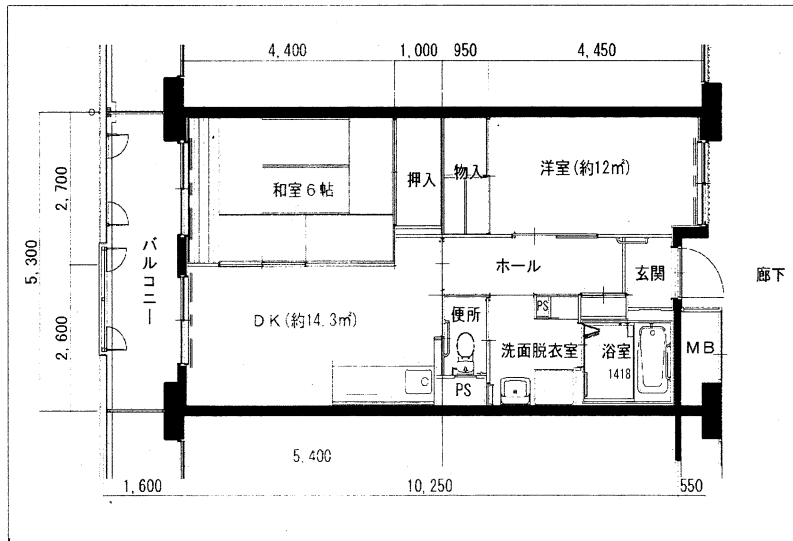 4,400 1,000 950 4,450
2,700
5,300
2,600
バルコニー
和室6帖
押入
物入
洋室(約12㎡)
ホール
玄関
廊下
DK(約14.3㎡)
便所
PS
PS
洗面脱衣室
浴室
1418
MB
5,400
1,600 10,250 550